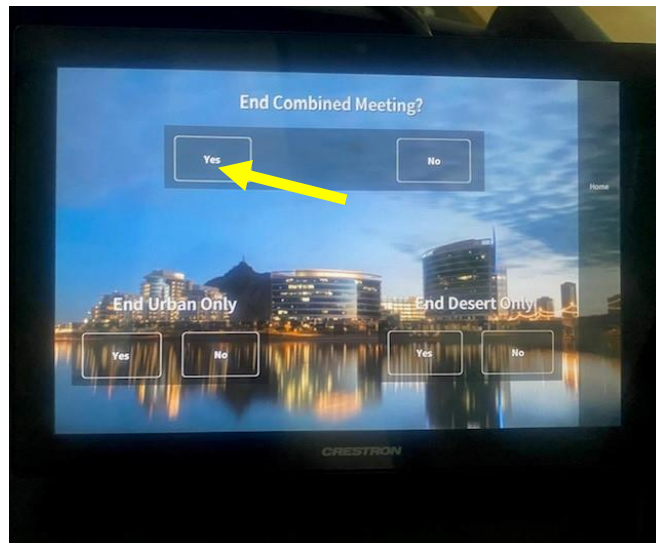 End Combined Meeting?
Yes No
Home
End Urban Only End Desert Only
Yes No Yes No
CRESTRON